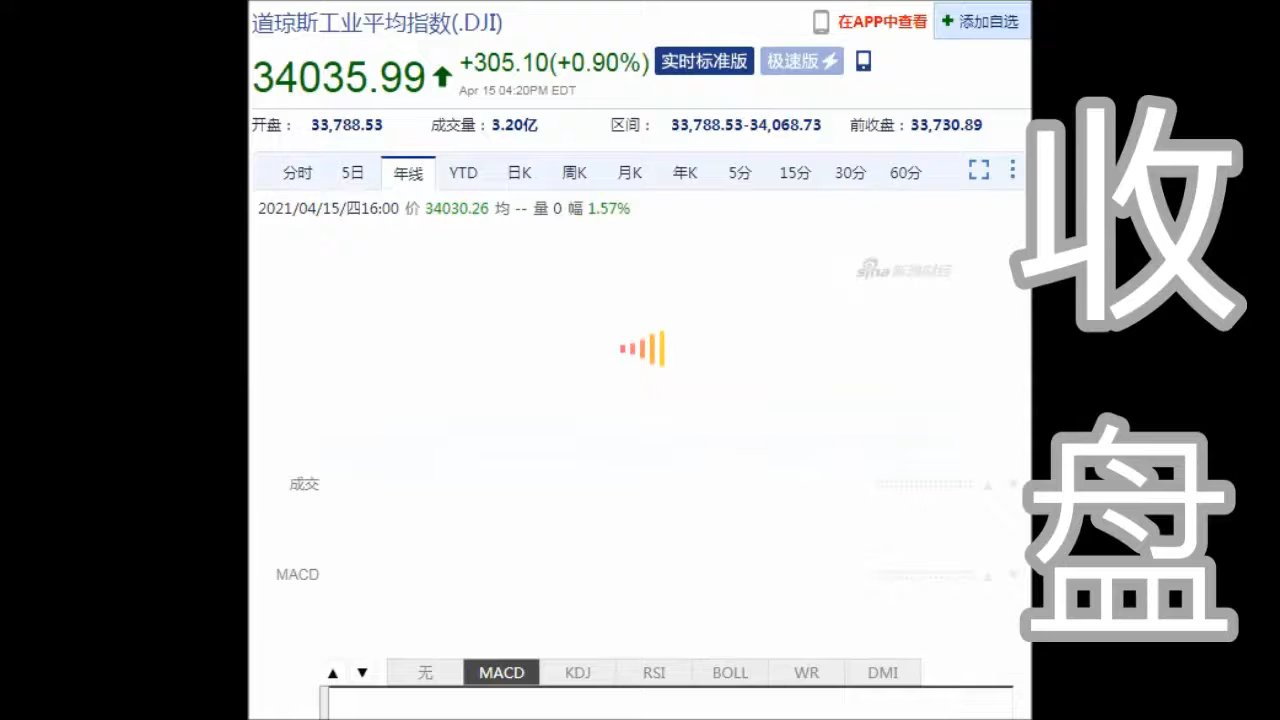 道琼斯工业平均指数(.DJI)
在APP中查看
添加自选
34035.99
+305.10(+0.90%)
实时标准版
极速版
Apr 15 04:20PM EDT
开盘： 33,788.53 成交量：3.20亿 区间： 33,788.53-34,068.73 前收盘：33,730.89
分时 5日 年线 YTD 日K 周K 月K 年K 5分 15分 30分 60分
2021/04/15/四16:00 价 34030.26 均 -- 量 0 幅 1.57%
sina 新浪财经
成交
MACD
无 MACD KDJ RSI BOLL WR DMI
收
盘